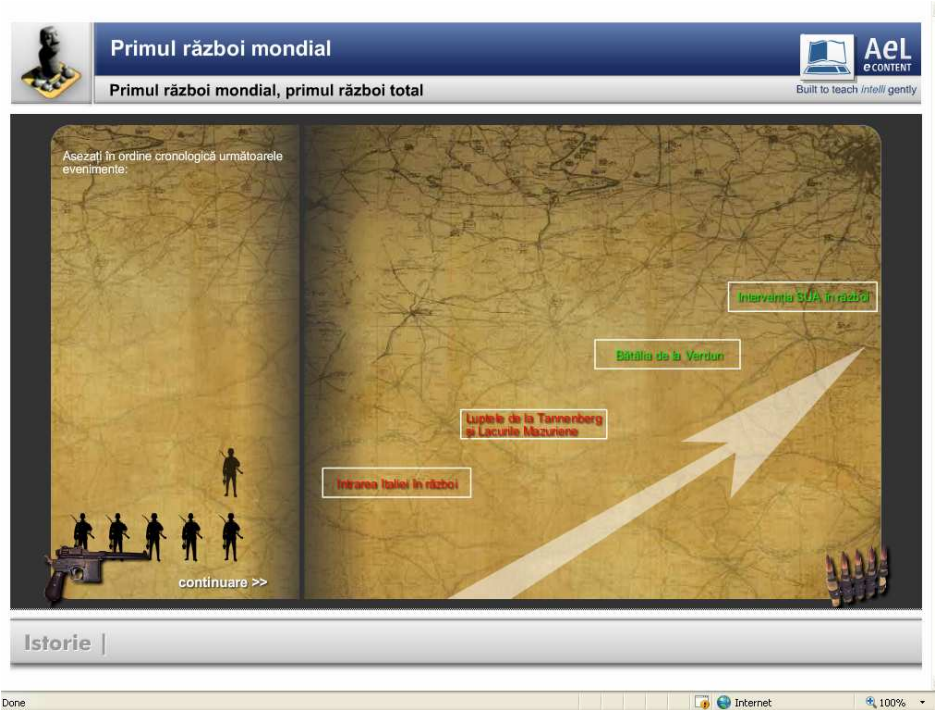 Primul război mondial
AeL
eCONTENT
Primul război mondial, primul război total
Built to teach intelli gently
Asezați în ordine cronologică următoarele
evenimente:
Intervenția SUA în război
Bătălia de la Verdun
Luptele de la Tannenberg
și Lacurile Mazuriene
Intrarea Italiei în război
continuare >>
Istorie |
Done
Internet
100%